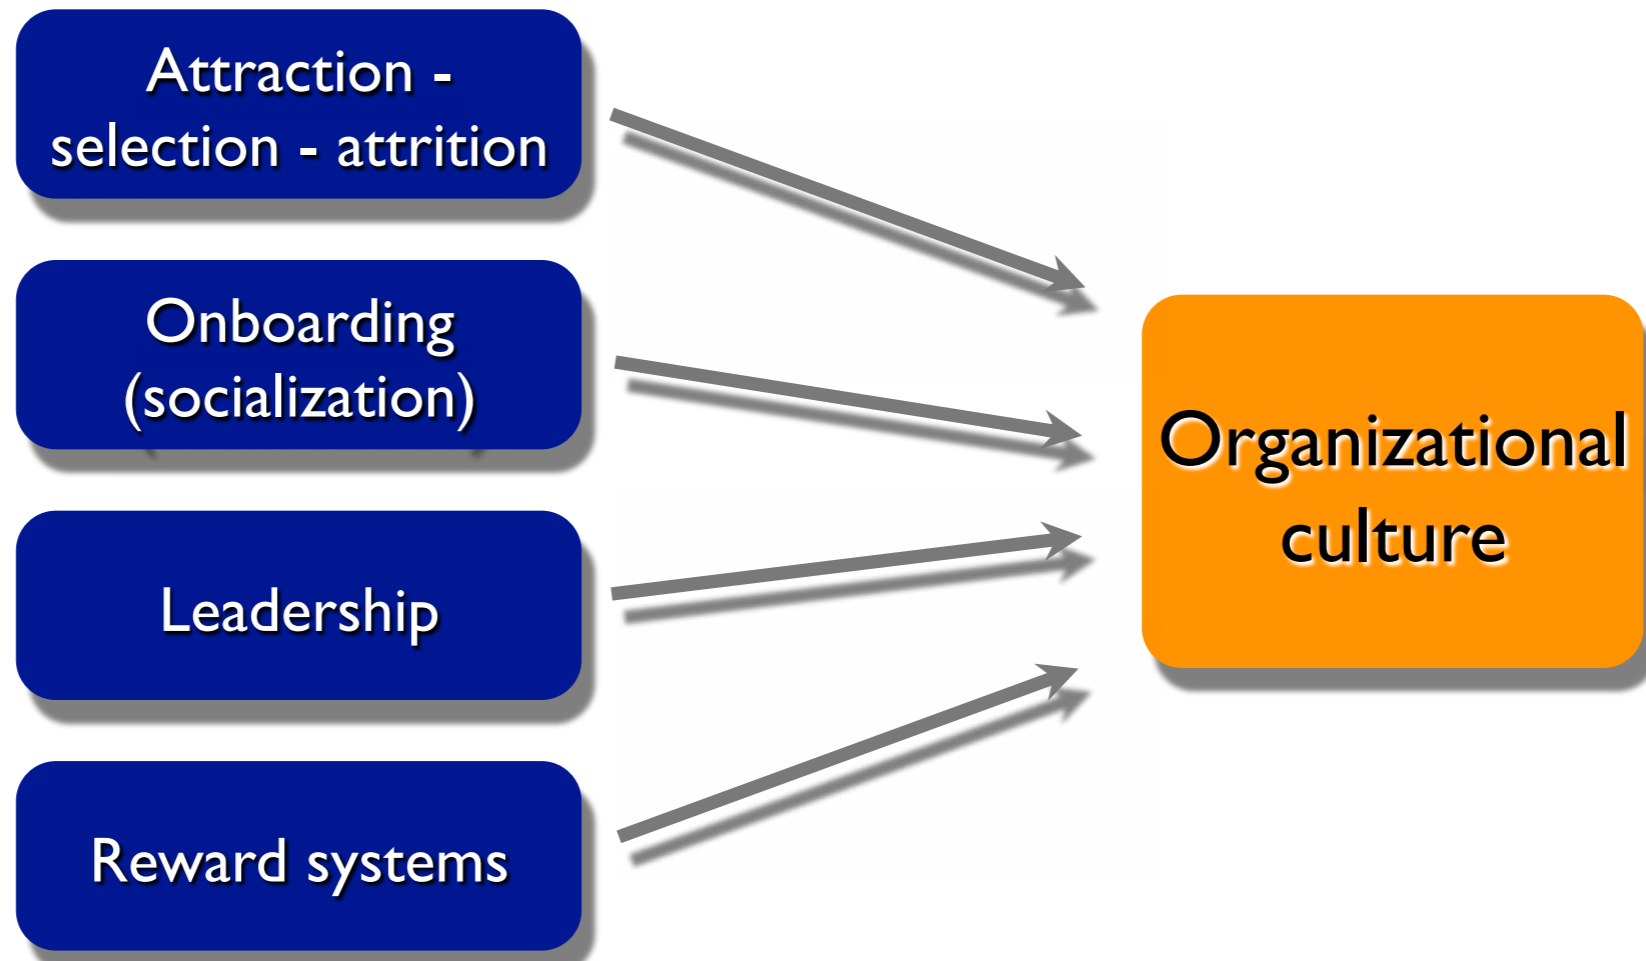 Attraction -
selection - attrition
Onboarding
(socialization)
Leadership
Reward systems
Organizational
culture